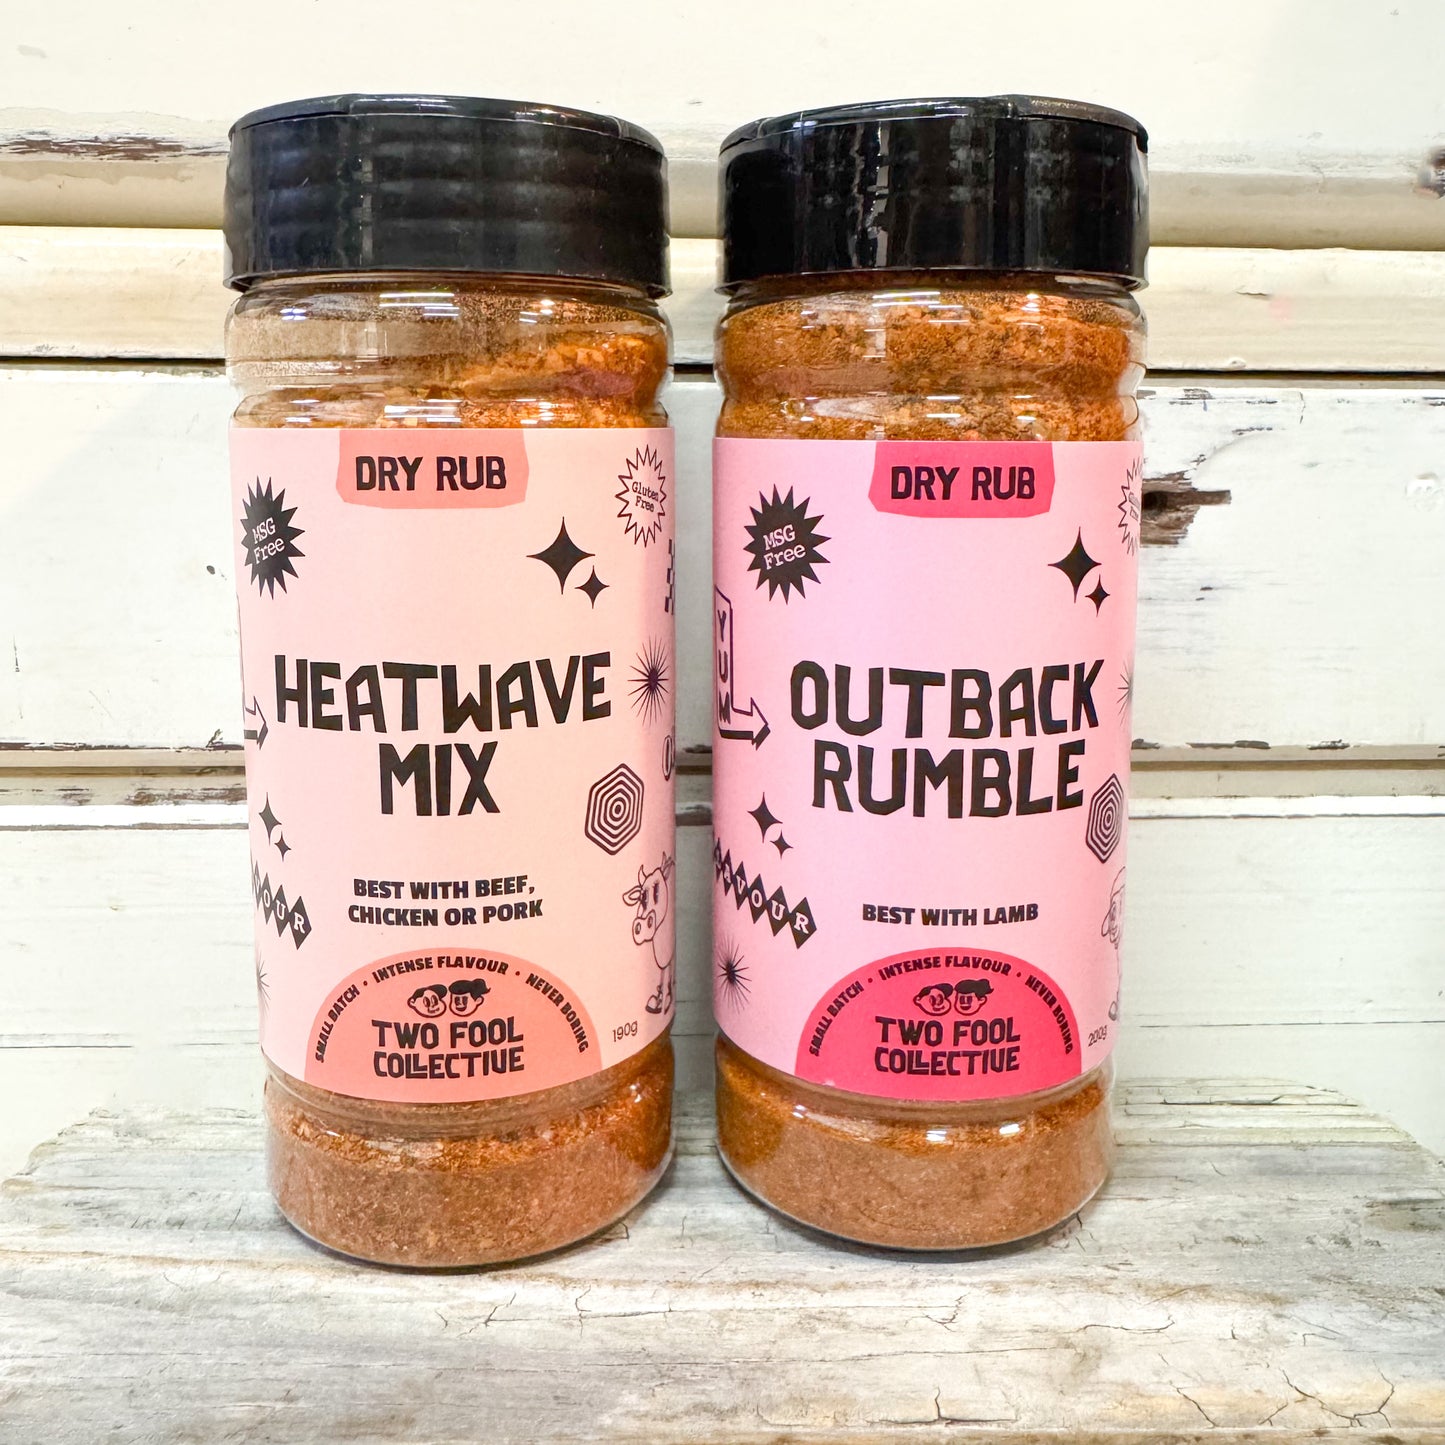 DRY RUB
MSG
Free
Gluten
Free
HEATWAVE
MIX
OUR
BEST WITH BEEF,
CHICKEN OR PORK
SMALL BATCH • INTENSE FLAVOUR • NEVER BORING
TWO FOOL
COLLECTIVE
190g
DRY RUB
MSG
Free
YUM
OUTBACK
RUMBLE
AVOUR
BEST WITH LAMB
SMALL BATCH • INTENSE FLAVOUR • NEVER BORING
TWO FOOL
COLLECTIVE
200g